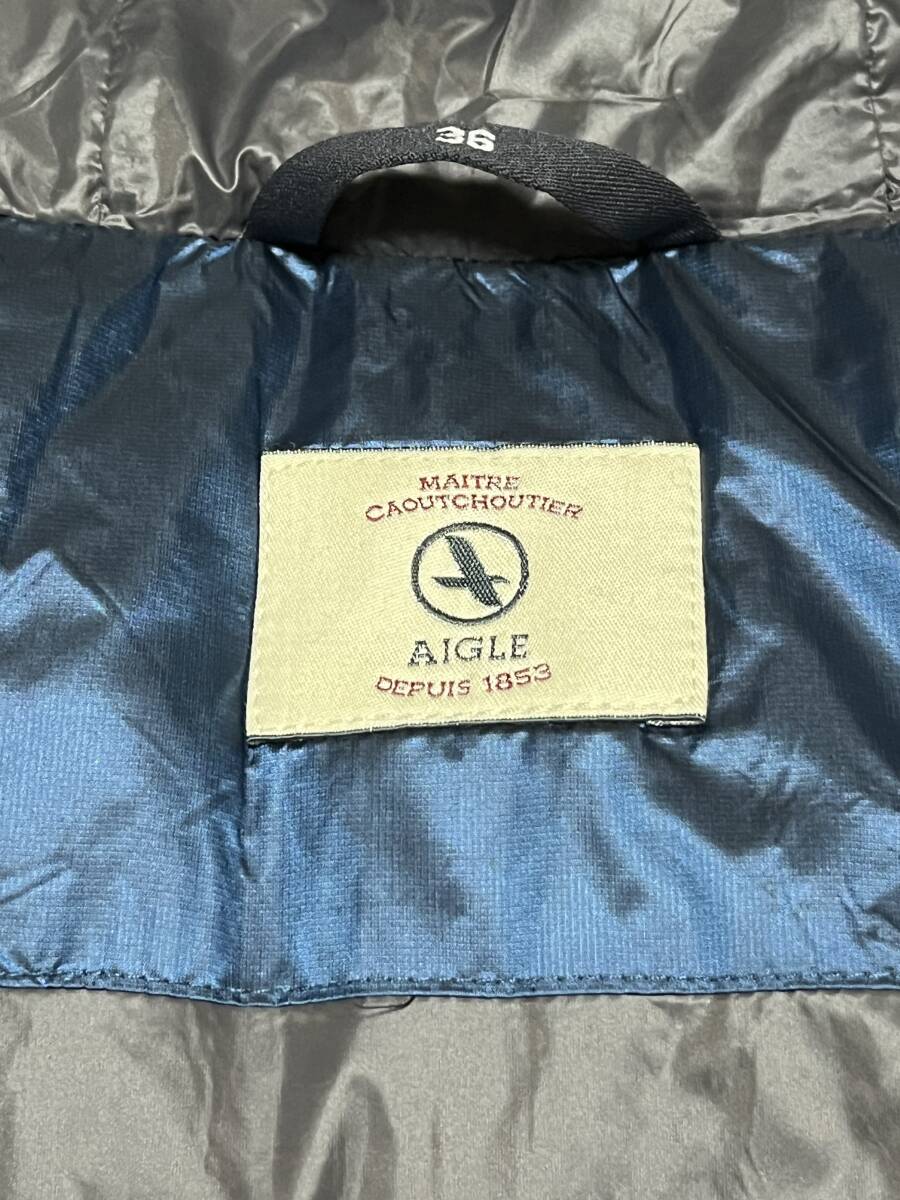 36
MAITRE
CAOUTCHOUTIER
AIGLE
DEPUIS 1853